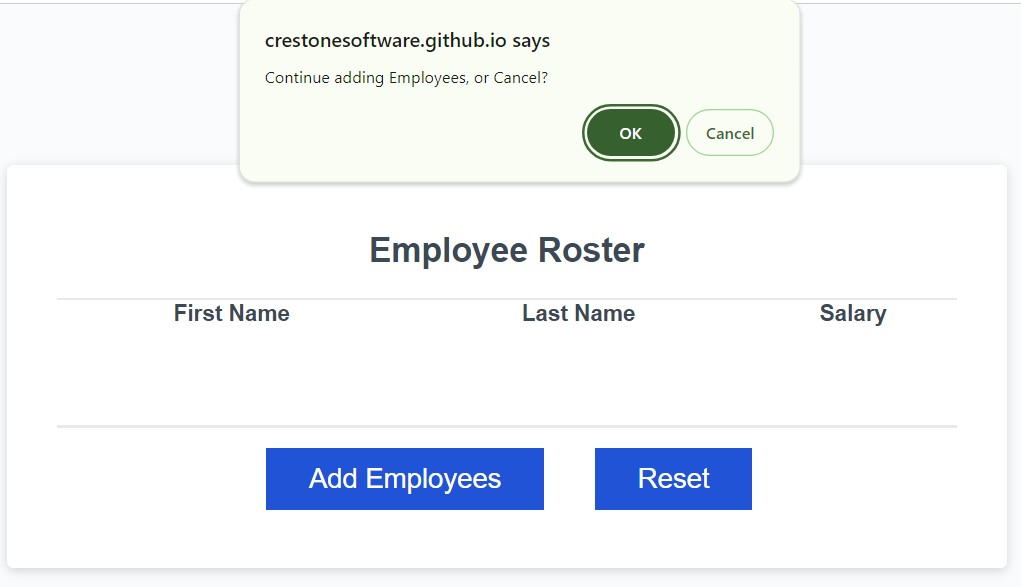 crestonesoftware.github.io says
Continue adding Employees, or Cancel?
OK Cancel
Employee Roster
First Name Last Name Salary
Add Employees Reset